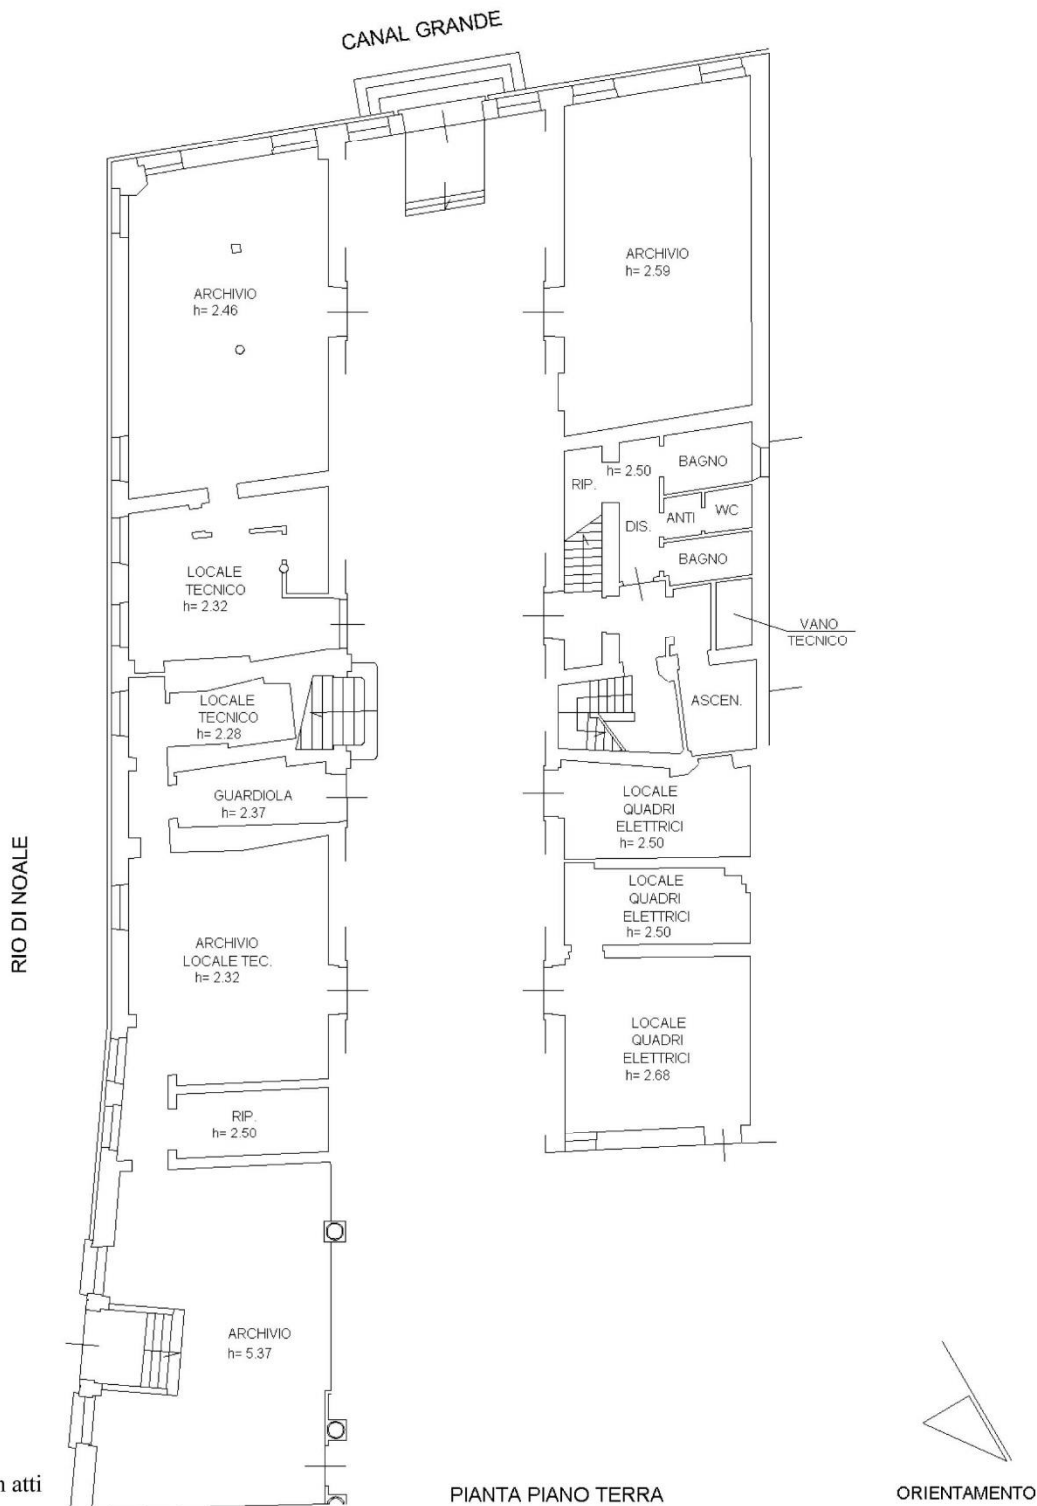 CANAL GRANDE
ARCHIVIO
h= 2.59
ARCHIVIO
h= 2.46
h= 2.50
BAGNO
RIP.
ANTI
WC
DIS.
BAGNO
LOCALE
TECNICO
h= 2.32
VANO
TECNICO
LOCALE
TECNICO
h= 2.28
ASCEN.
GUARDIOLA
h= 2.37
LOCALE
QUADRI
ELETTRICI
h= 2.50
RIO DI NOALE
LOCALE
QUADRI
ELETTRICI
h= 2.50
ARCHIVIO
LOCALE TEC.
h= 2.32
LOCALE
QUADRI
ELETTRICI
h= 2.68
RIP.
h= 2.50
ARCHIVIO
h= 5.37
atti
PIANTA PIANO TERRA
ORIENTAMENTO